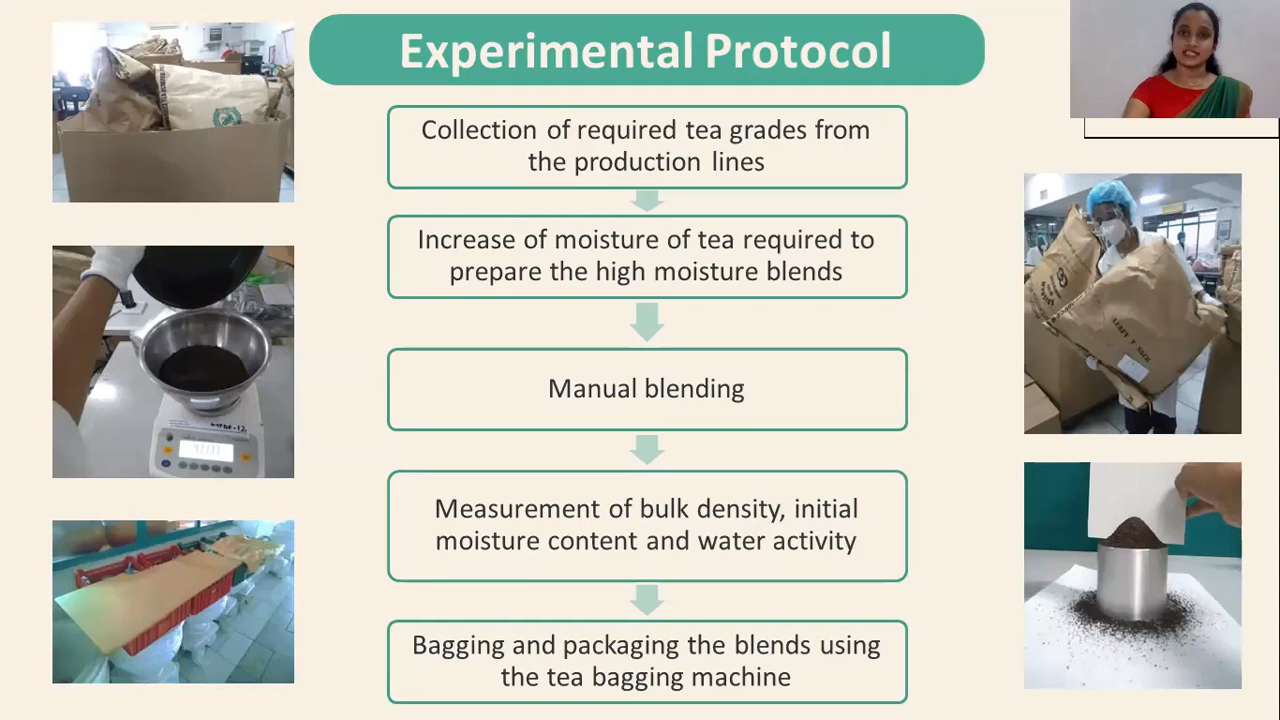 Experimental Protocol
Collection of required tea grades from
the production lines
Increase of moisture of tea required to
prepare the high moisture blends
Manual blending
Measurement of bulk density, initial
moisture content and water activity
Bagging and packaging the blends using
the tea bagging machine